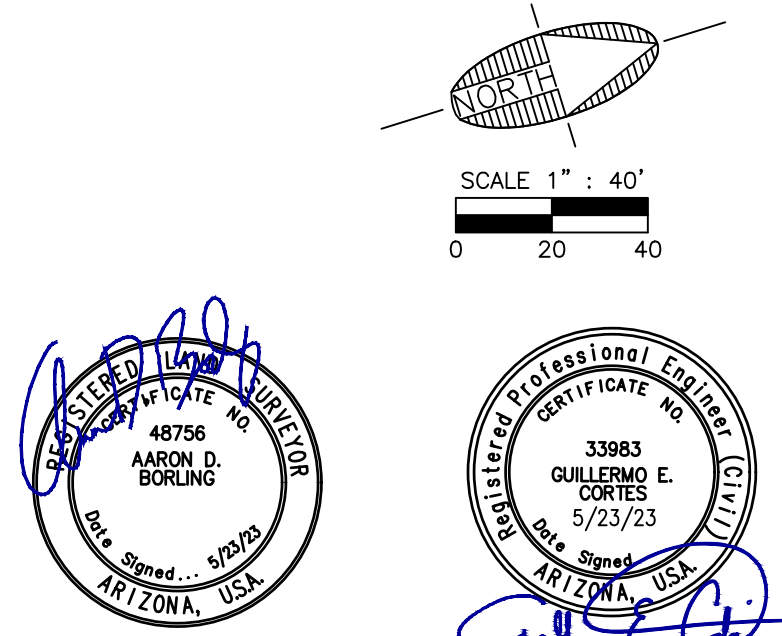 NORTH
SCALE 1" : 40'
0 20 40
REGISTERED LAND SURVEYOR
CERTIFICATE NO.
48756
AARON D.
BORLING
Date Signed... 5/23/23
ARIZONA, U.S.A.
Registered Professional Engineer (Civil)
CERTIFICATE NO.
33983
GUILLERMO E.
CORTES
5/23/23
Date Signed
ARIZONA, U.S.A.